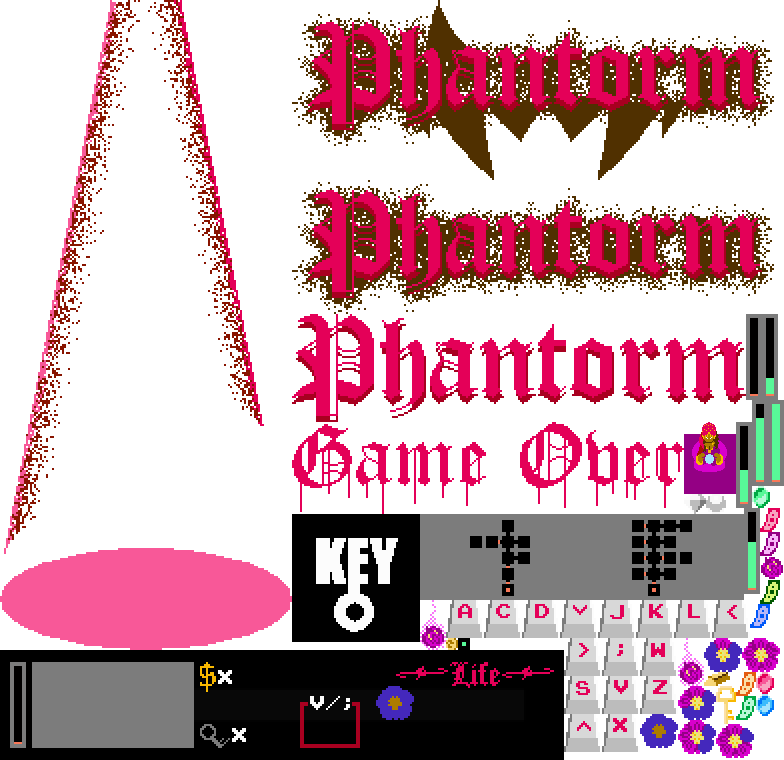 Phantorm
Phantorm
Phantorm
Game Over
KEY
A C D ˅ J K L <
> ; W
S V Z
^ X
$x
Life
V/;
x